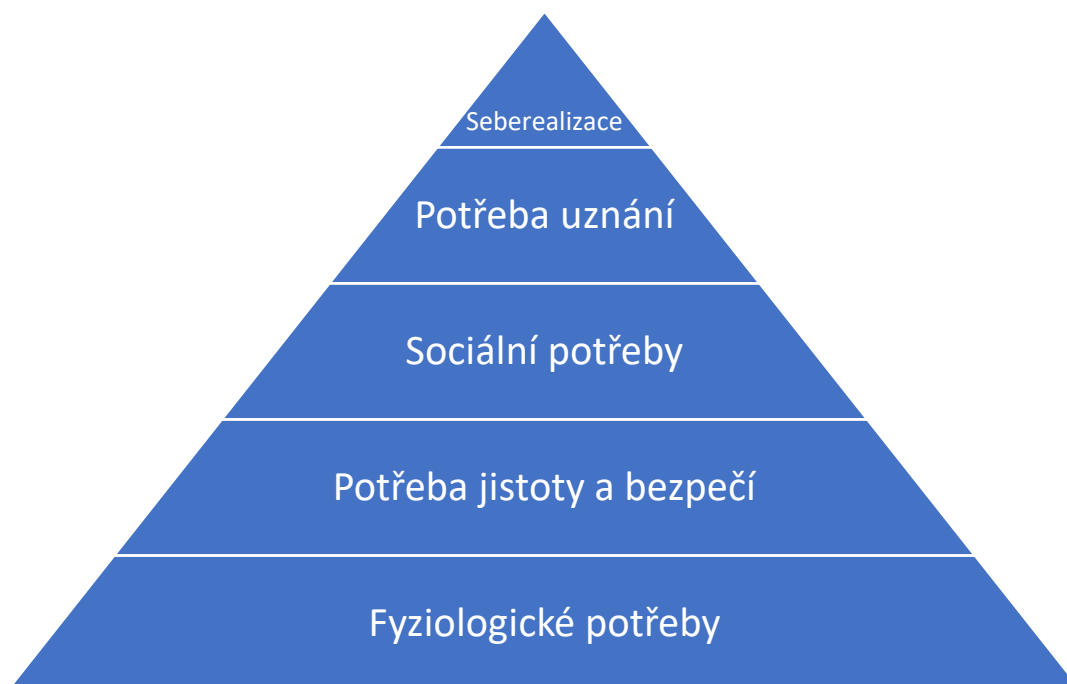 Seberealizace
Potřeba uznání
Sociální potřeby
Potřeba jistoty a bezpečí
Fyziologické potřeby